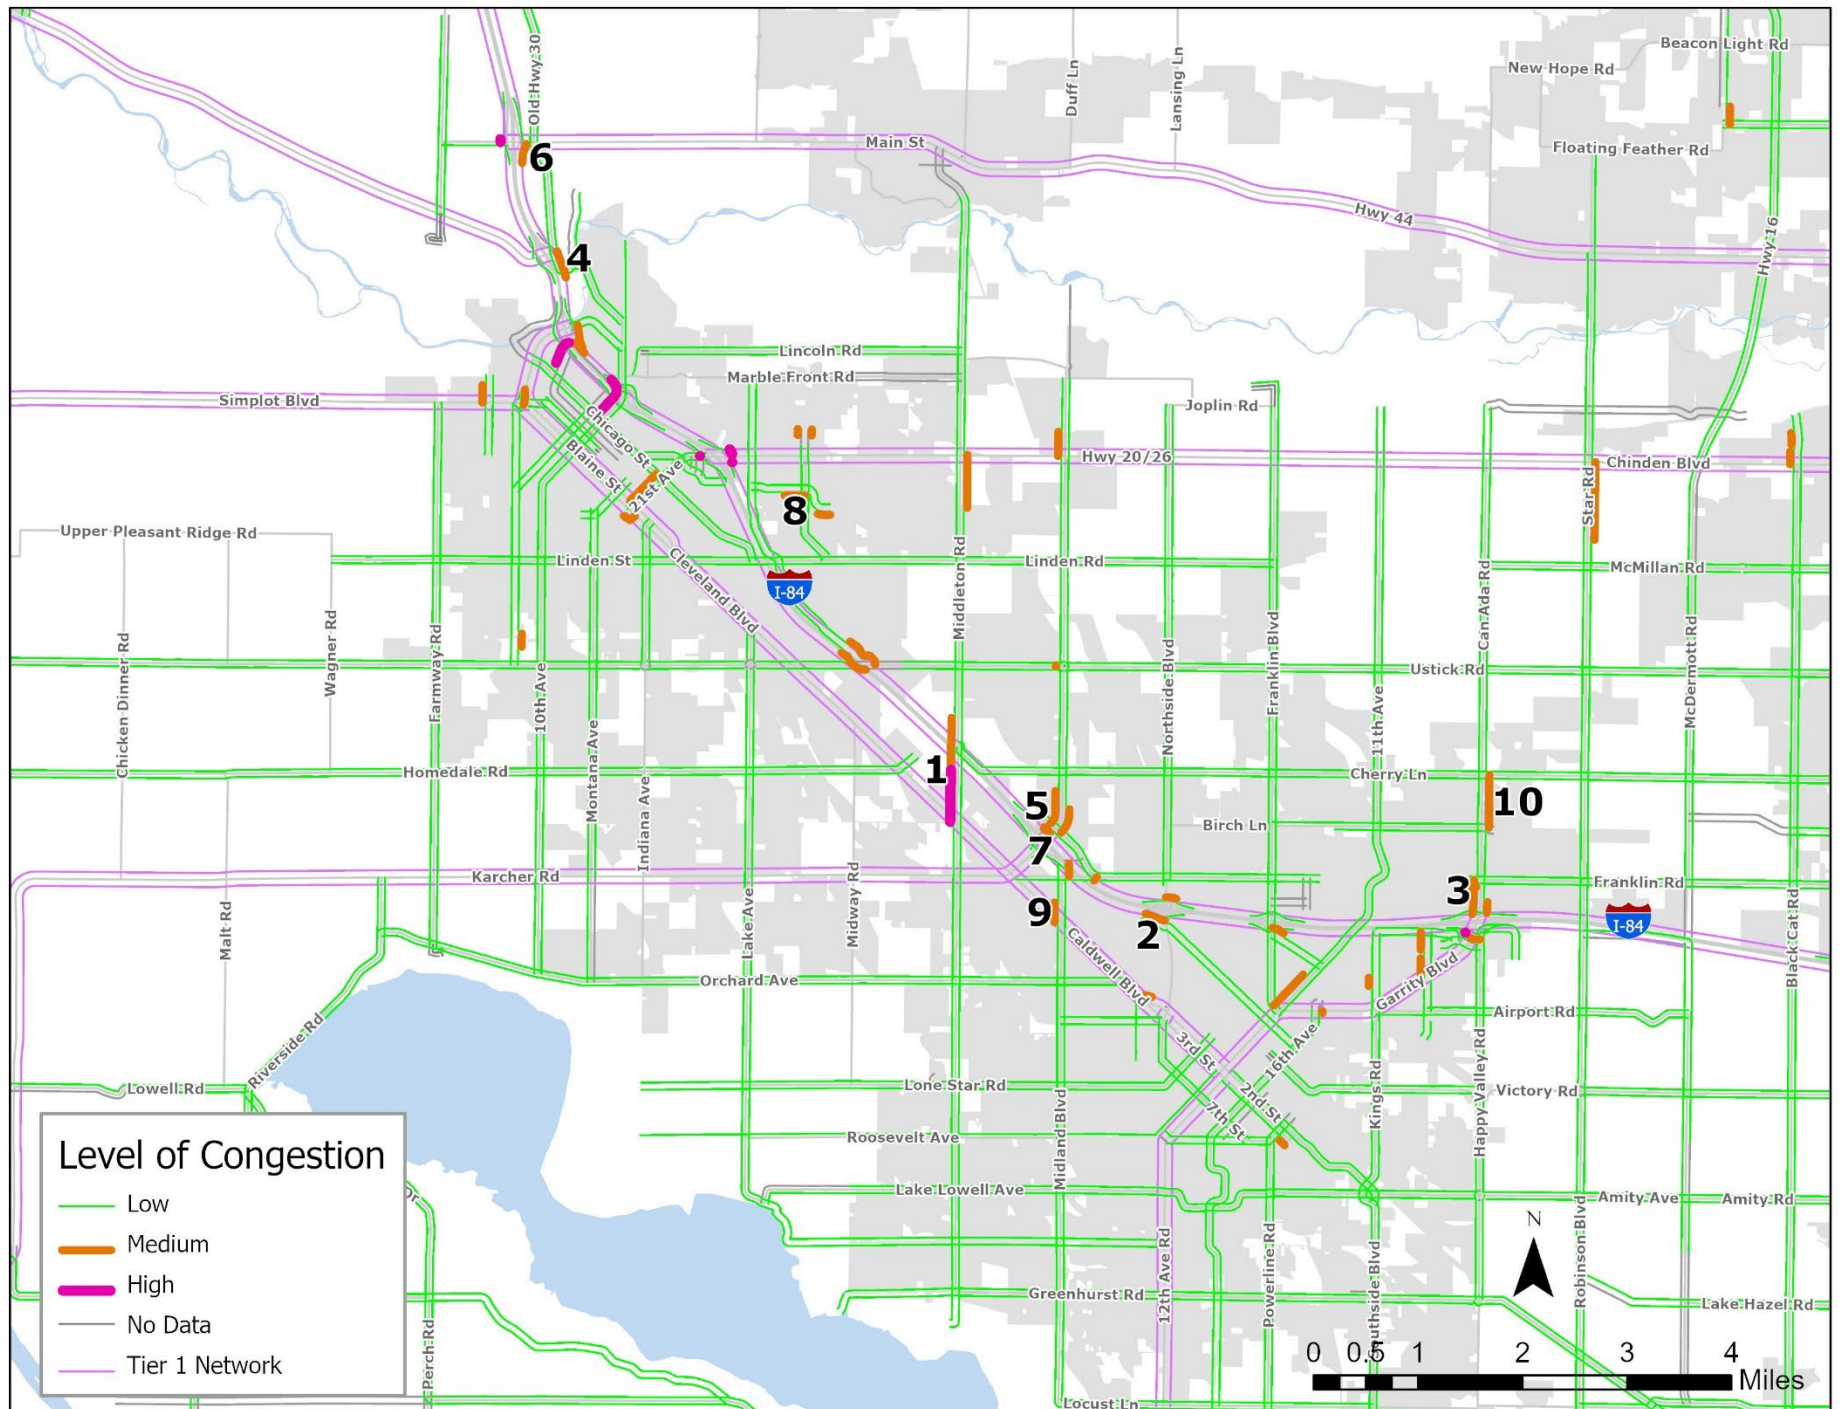 Old Hwy 30
Duff Ln
Lansing Ln
Beacon Light Rd
New Hope Rd
Main St
Floating Feather Rd
6
Hwy 44
Hwy 16
4
Lincoln Rd
Marble Front Rd
Simplot Blvd
Joplin Rd
Chicago St
Blaine St
21st Ave
Hwy 20/26
Chinden Blvd
Star Rd
8
Upper Pleasant Ridge Rd
Linden St
Linden Rd
McMillan Rd
Cleveland Blvd
I-84
Middleton Rd
Can Ada Rd
Chicken Dinner Rd
Wagner Rd
Farmway Rd
10th Ave
Northside Blvd
Franklin Blvd
11th Ave
McDermott Rd
Ustick Rd
Montana Ave
Indiana Ave
Homedale Rd
1
Cherry Ln
5
10
Birch Ln
7
Karcher Rd
Franklin Rd
3
Malt Rd
Lake Ave
Midway Rd
9
2
I-84
Black Cat Rd
Caldwell Blvd
Orchard Ave
Garrity Blvd
Airport Rd
Riverside Rd
3rd St
16th Ave
Lowell Rd
Lone Star Rd
Victory Rd
Kings Rd
Happy Valley Rd
2nd St
7th St
Midland Blvd
Roosevelt Ave
Lake Lowell Ave
Amity Ave
Amity Rd
Dr
12th Ave Rd
Powerline Rd
Southside Blvd
Robinson Blvd
Greenhurst Rd
Lake Hazel Rd
Perch Rd
Locust Ln
Level of Congestion
Low
Medium
High
No Data
Tier 1 Network
N
0 0.5 1 2 3 4
Miles